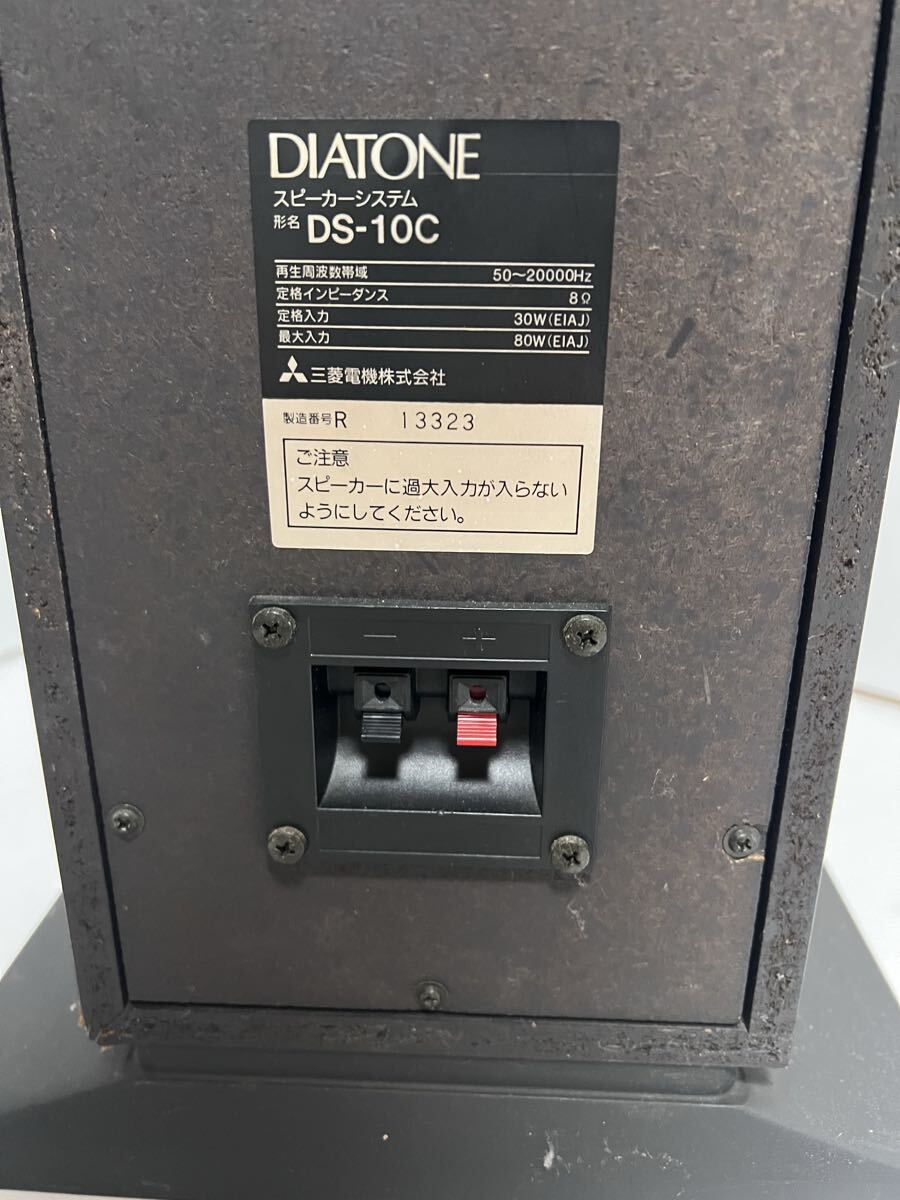 DIATONE
スピーカーシステム
形名 DS-10C
再生周波数帯域 50〜20000Hz
定格インピーダンス 8Ω
定格入力 30W(EIAJ)
最大入力 80W(EIAJ)
三菱電機株式会社
製造番号 R 13323
ご注意
スピーカーに過大入力が入らない
ようにしてください。
− +